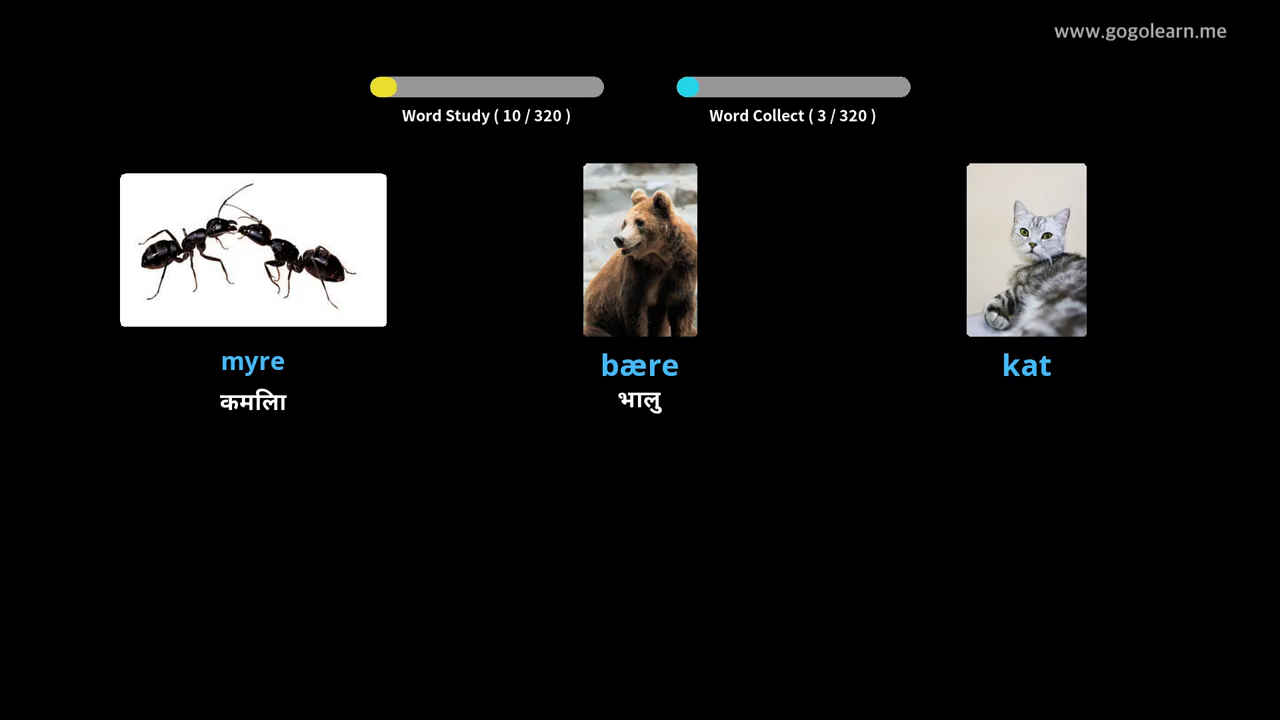 www.gogolearn.me
Word Study ( 10 / 320 )
Word Collect ( 3 / 320 )
myre
bære
kat
कमिला
भालु